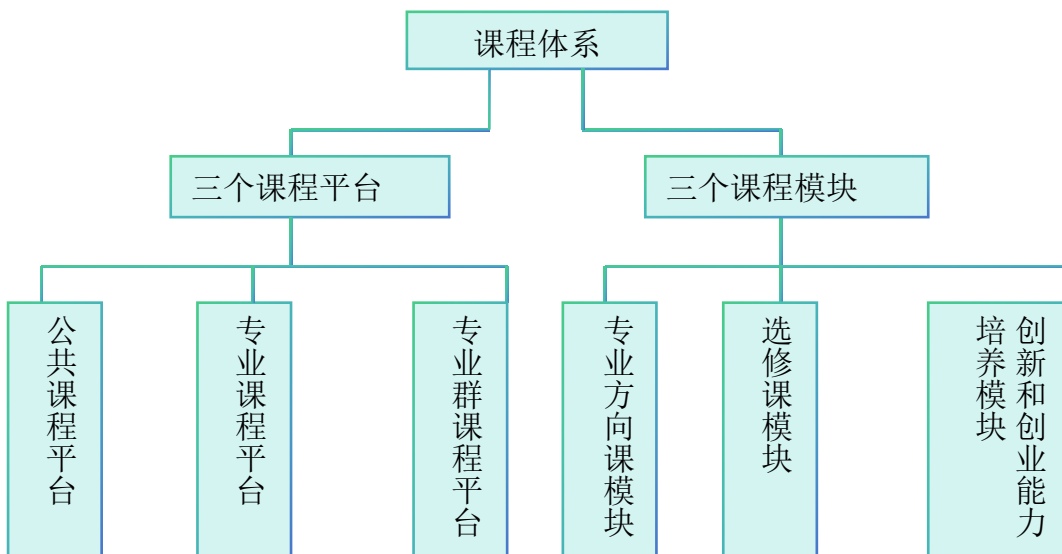 课程体系
三个课程平台
三个课程模块
公共课程平台
专业课程平台
专业群课程平台
专业方向课模块
选修课模块
创新和创业能力
培养模块